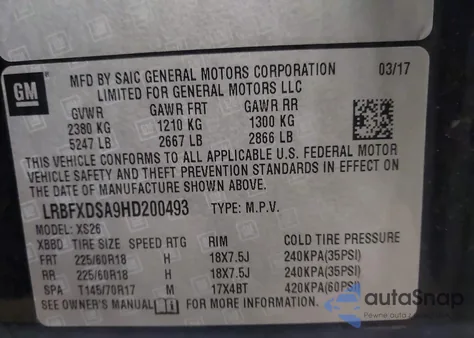 GM
MFD BY SAIC GENERAL MOTORS CORPORATION 03/17
LIMITED FOR GENERAL MOTORS LLC
GVWR GAWR FRT GAWR RR
2380 KG 1210 KG 1300 KG
5247 LB 2667 LB 2866 LB
THIS VEHICLE CONFORMS TO ALL APPLICABLE U.S. FEDERAL MOTOR
VEHICLE SAFETY AND THEFT PREVENTION STANDARDS IN EFFECT ON
THE DATE OF MANUFACTURE SHOWN ABOVE.
LRBFXDSA9HD200493 TYPE: M.P.V.
MODEL: XS26
XBBD TIRE SIZE SPEED RTG RIM COLD TIRE PRESSURE
FRT 225/60R18 H 18X7.5J 240KPA(35PSI)
RR 225/60R18 H 18X7.5J 240KPA(35PSI)
SPA T145/70R17 M 17X4BT 420KPA(60PSI)
SEE OWNER'S MANUAL FOR MORE INFORMATION.
autoSnap